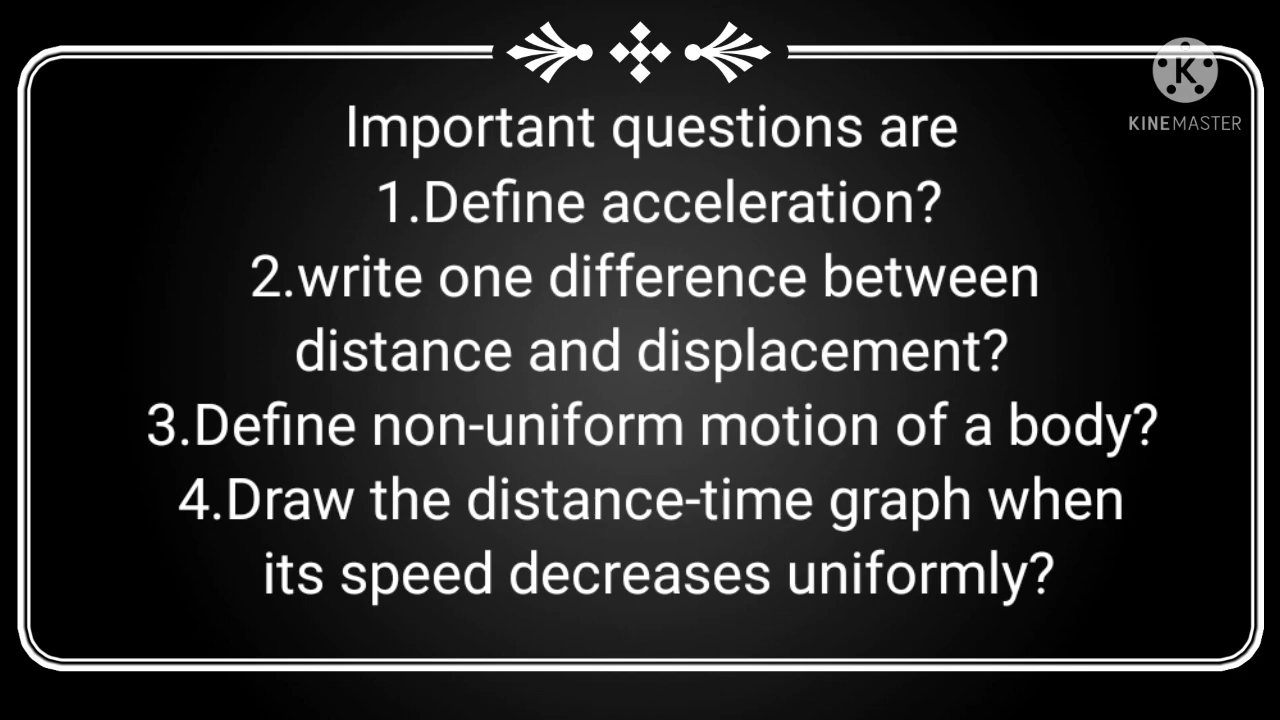 K
KINEMASTER
Important questions are
1.Define acceleration?
2.write one difference between
distance and displacement?
3.Define non-uniform motion of a body?
4.Draw the distance-time graph when
its speed decreases uniformly?